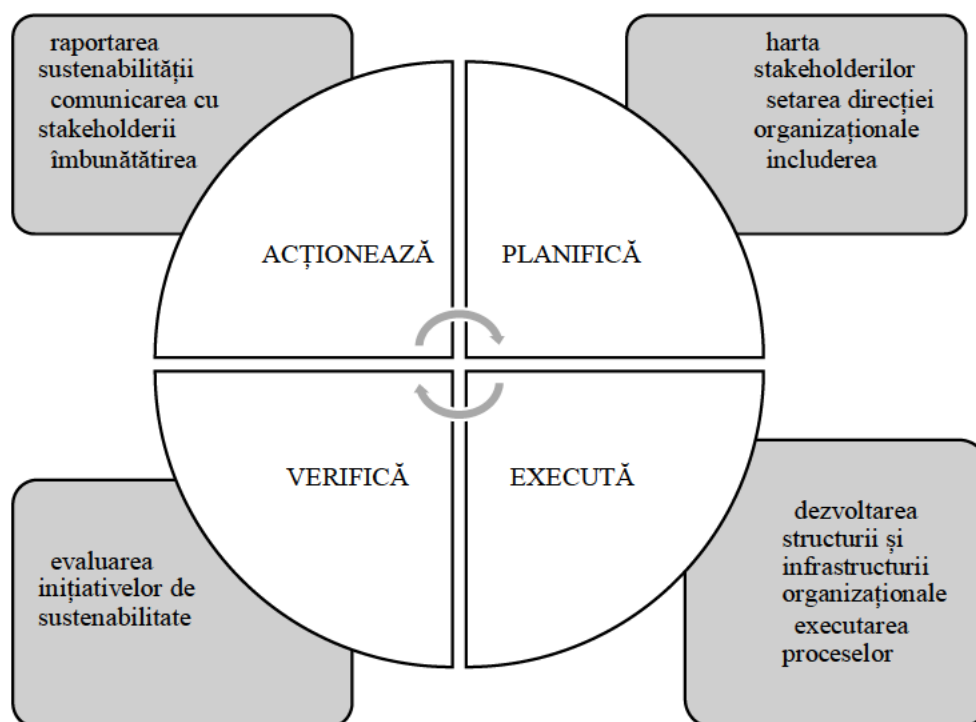 raportarea
sustenabilității
comunicarea cu
stakeholderii
îmbunătătirea
harta
stakeholderilor
setarea direcției
organizaționale
includerea
ACȚIONEAZĂ
PLANIFICĂ
VERIFICĂ
EXECUTĂ
evaluarea
inițiativelor de
sustenabilitate
dezvoltarea
structurii și
infrastructurii
organizaționale
executarea
proceselor